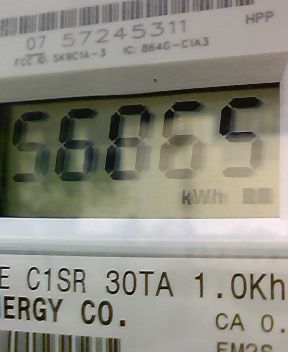 HPP
07 57245311
FCC ID: SK9C1A-3 IC: 864G-C1A3
56865
kWh
E C1SR 30TA 1.0Kh
NERGY CO.
CA 0.